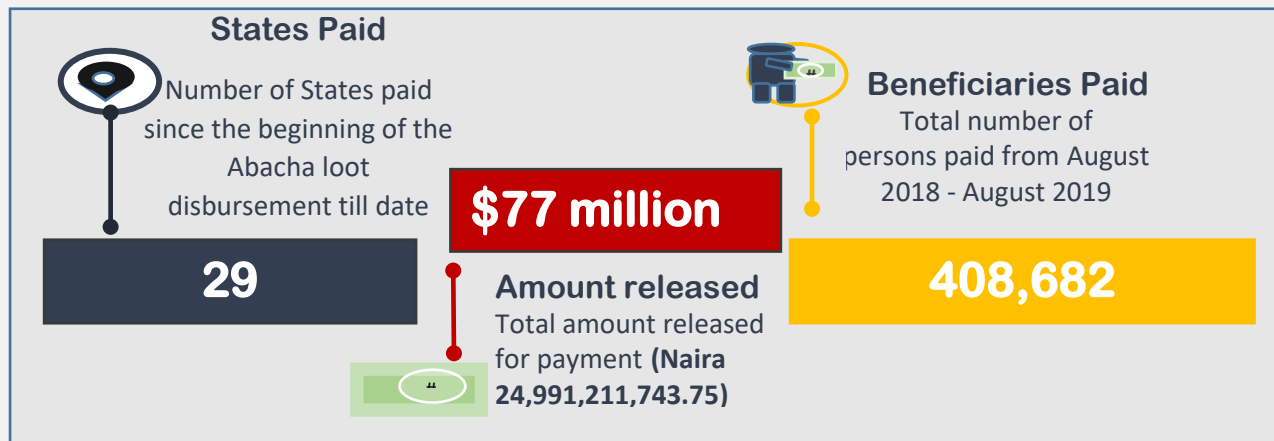 States Paid
Number of States paid
since the beginning of the
Abacha loot
disbursement till date
29
$77 million
Amount released
Total amount released
for payment (Naira
24,991,211,743.75)
Beneficiaries Paid
Total number of
persons paid from August
2018 - August 2019
408,682